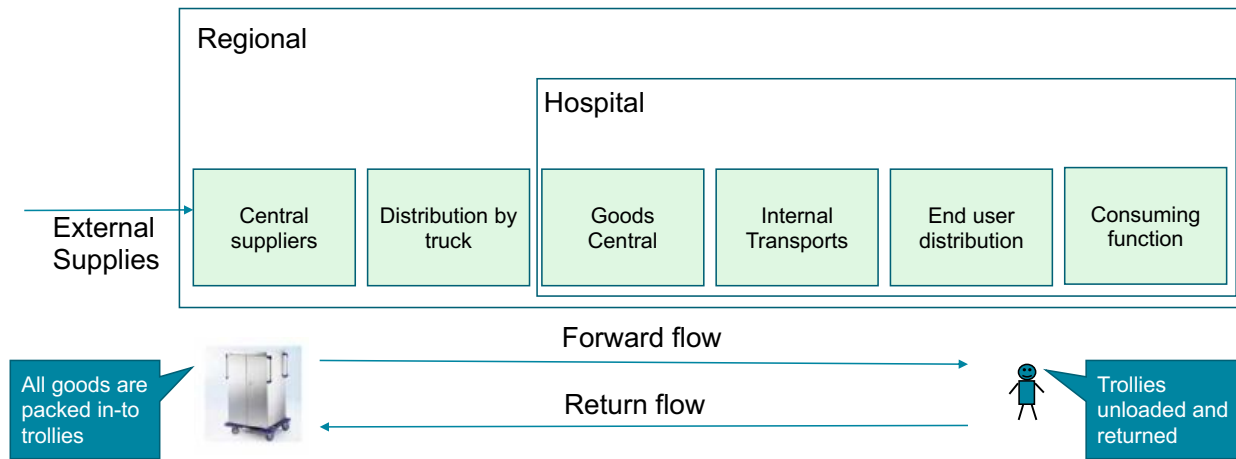 Regional
Hospital
External
Supplies
Central
suppliers
Distribution by
truck
Goods
Central
Internal
Transports
End user
distribution
Consuming
function
Forward flow
Return flow
All goods are
packed in-to
trollies
Trollies
unloaded and
returned